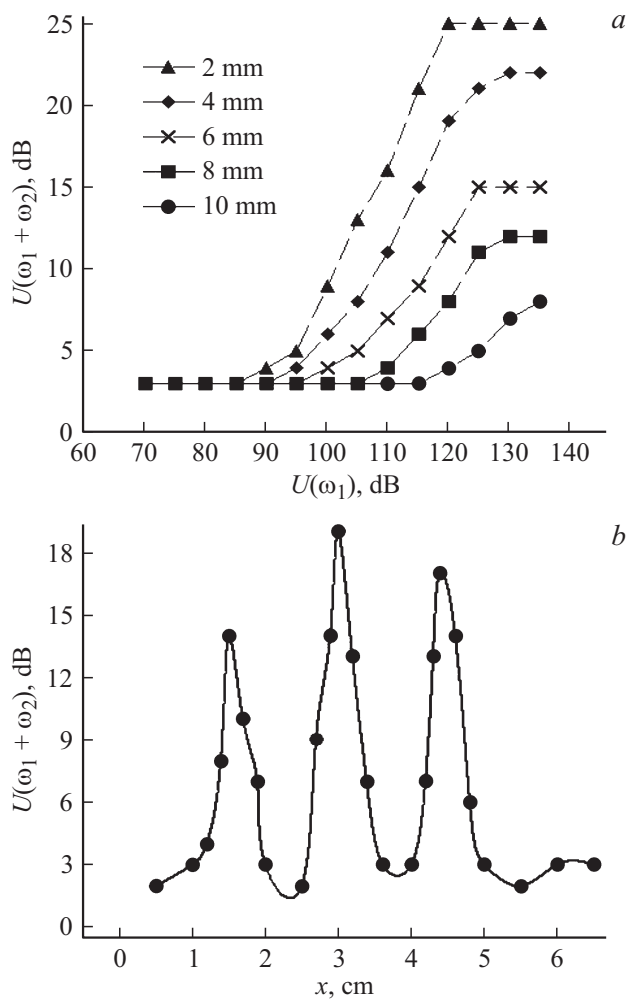 a
25
20
15
10
5
0
U(ω₁ + ω₂), dB
2 mm
4 mm
6 mm
8 mm
10 mm
60 70 80 90 100 110 120 130 140
U(ω₁), dB
b
18
15
12
9
6
3
0
U(ω₁ + ω₂), dB
0 1 2 3 4 5 6
x, cm